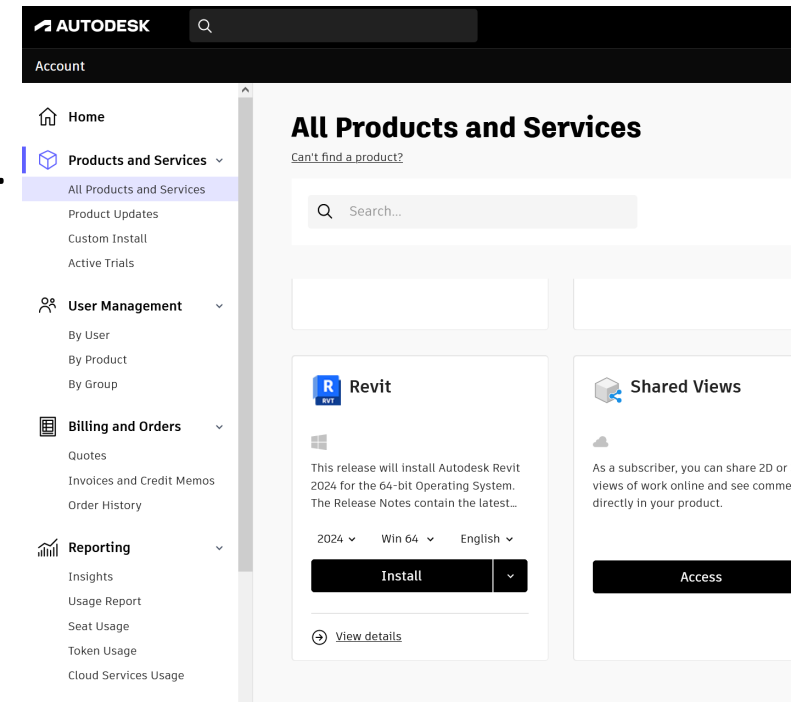 AUTODESK
Account
Home
Products and Services
All Products and Services
Product Updates
Custom Install
Active Trials
User Management
By User
By Product
By Group
Billing and Orders
Quotes
Invoices and Credit Memos
Order History
Reporting
Insights
Usage Report
Seat Usage
Token Usage
Cloud Services Usage
All Products and Services
Can't find a product?
Search...
R
RVT
Revit
This release will install Autodesk Revit
2024 for the 64-bit Operating System.
The Release Notes contain the latest...
2024 Win 64 English
Install
View details
Shared Views
As a subscriber, you can share 2D or
views of work online and see comme
directly in your product.
Access